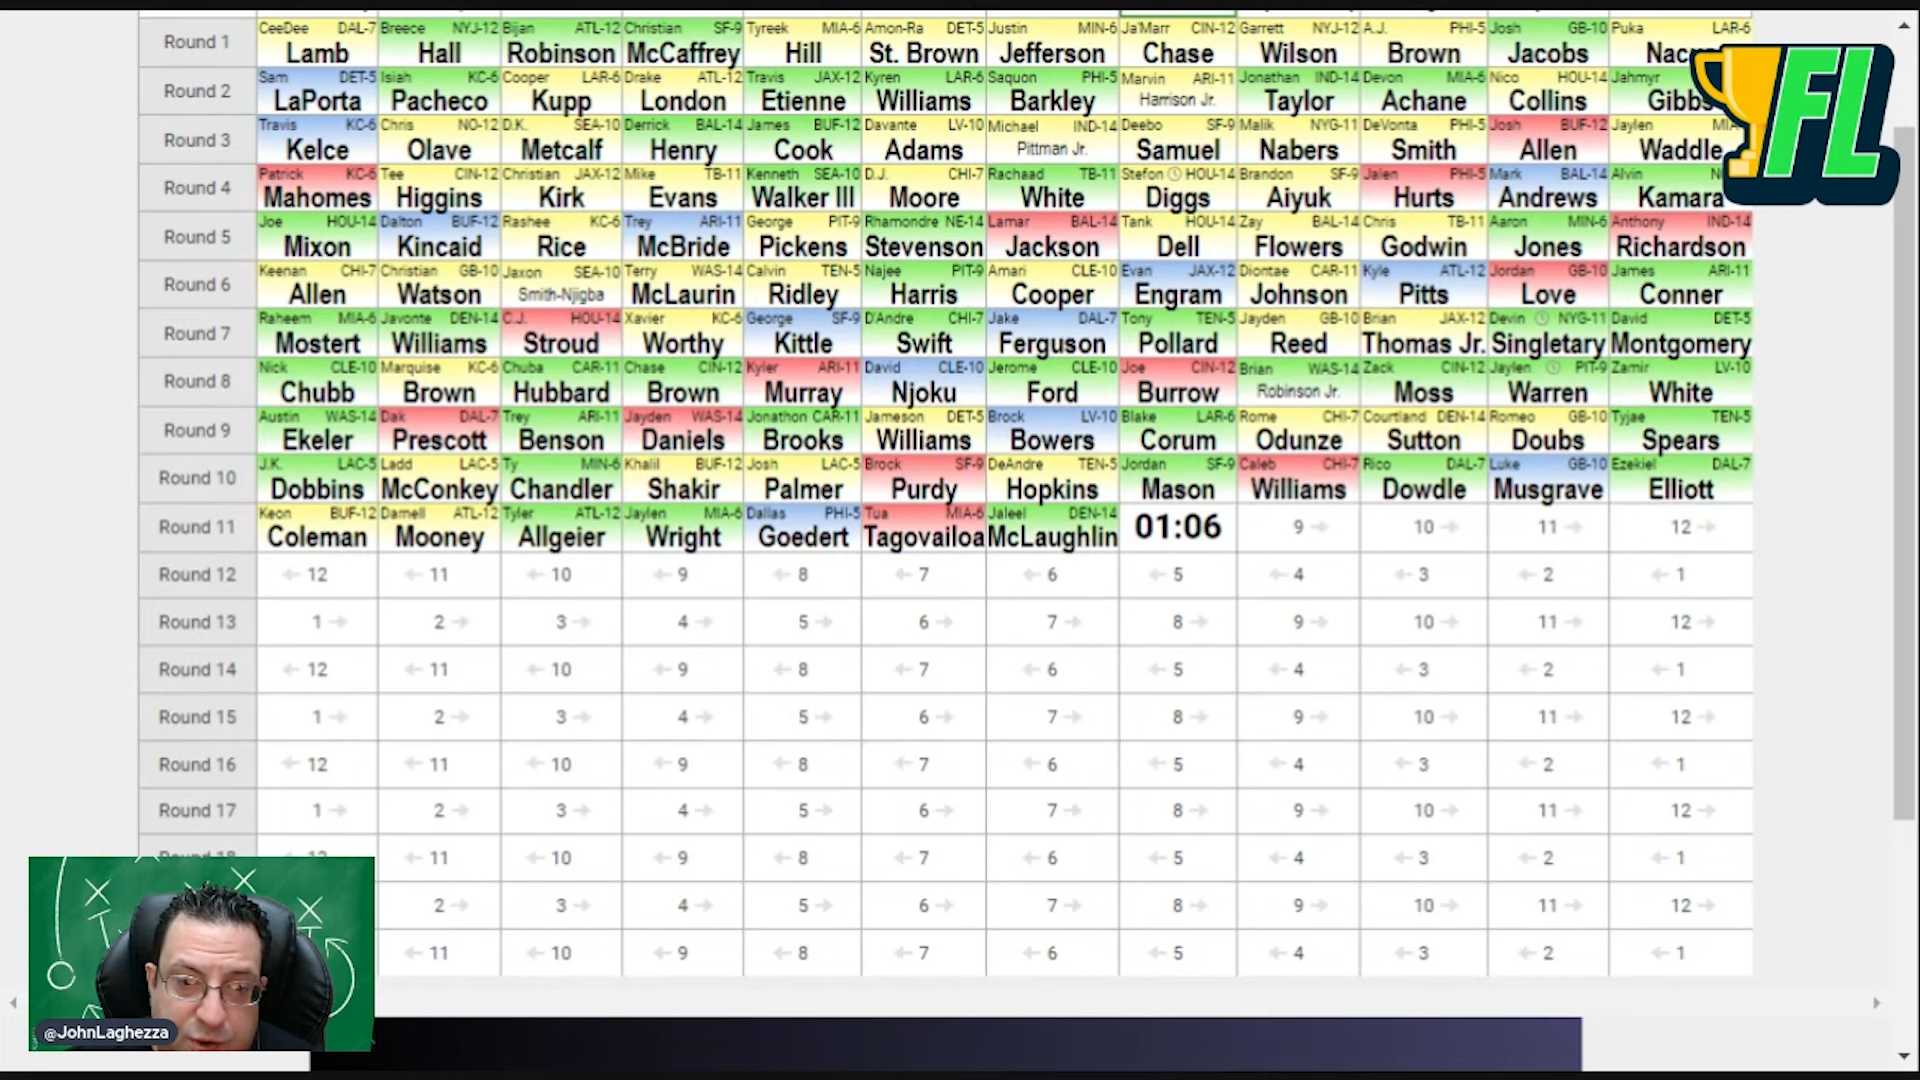 Round 1 CeeDee DAL-7 Lamb Breece NYJ-12 Hall Bijan ATL-12 Robinson Christian SF-9 McCaffrey Tyreek MIA-6 Hill Amon-Ra DET-5 St. Brown Justin MIN-6 Jefferson Ja'Marr CIN-12 Chase Garrett NYJ-12 Wilson A.J. PHI-5 Brown Josh GB-10 Jacobs Puka LAR-6
Round 2 Sam DET-5 LaPorta Isiah KC-6 Pacheco Cooper LAR-6 Kupp Drake ATL-12 London Travis JAX-12 Etienne Kyren LAR-6 Williams Saquon PHI-5 Barkley Marvin ARI-11 Harrison Jr. Jonathan IND-14 Taylor Devon MIA-6 Achane Nico HOU-14 Collins Jahmyr Gibbs
Round 3 Travis KC-6 Kelce Chris NO-12 Olave D.K. SEA-10 Metcalf Derrick BAL-14 Henry James BUF-12 Cook Davante LV-10 Adams Michael IND-14 Pittman Jr. Deebo SF-9 Samuel Malik NYG-11 Nabers DeVonta PHI-5 Smith Josh BUF-12 Allen Jaylen Waddle
Round 4 Patrick KC-6 Mahomes Tee CIN-12 Higgins Christian JAX-12 Kirk Mike TB-11 Evans Kenneth SEA-10 Walker III D.J. CHI-7 Moore Rachaad TB-11 White Stefon HOU-14 Diggs Brandon SF-9 Aiyuk Jalen PHI-5 Hurts Mark BAL-14 Andrews Alvin Kamara
Round 5 Joe HOU-14 Mixon Dalton BUF-12 Kincaid Rashee KC-6 Rice Trey ARI-11 McBride George PIT-9 Pickens Rhamondre NE-14 Stevenson Lamar BAL-14 Jackson Tank HOU-14 Dell Zay BAL-14 Flowers Chris TB-11 Godwin Aaron MIN-6 Jones Anthony IND-14 Richardson
Round 6 Keenan CHI-7 Allen Christian GB-10 Watson Jaxon SEA-10 Smith-Njigba Terry WAS-14 McLaurin Calvin TEN-5 Ridley Najee PIT-9 Harris Amari CLE-10 Cooper Evan JAX-12 Engram Diontae CAR-11 Johnson Kyle ATL-12 Pitts Jordan GB-10 Love James ARI-11 Conner
Round 7 Raheem MIA-6 Mostert Javonte DEN-14 Williams C.J. HOU-14 Stroud Xavier KC-6 Worthy George SF-9 Kittle D'Andre CHI-7 Swift Jake DAL-7 Ferguson Tony TEN-5 Pollard Jayden GB-10 Reed Brian JAX-12 Thomas Jr. Devin NYG-11 Singletary David DET-5 Montgomery
Round 8 Nick CLE-10 Chubb Marquise KC-6 Brown Chuba CAR-11 Hubbard Chase CIN-12 Brown Kyler ARI-11 Murray David CLE-10 Njoku Jerome CLE-10 Ford Joe CIN-12 Burrow Brian WAS-14 Robinson Jr. Zack CIN-12 Moss Jaylen PIT-9 Warren Zamir LV-10 White
Round 9 Austin WAS-14 Ekeler Dak DAL-7 Prescott Trey ARI-11 Benson Jayden WAS-14 Daniels Jonathon CAR-11 Brooks Jameson DET-5 Williams Brock LV-10 Bowers Blake LAR-6 Corum Rome CHI-7 Odunze Courtland DEN-14 Sutton Romeo GB-10 Doubs Tyjae TEN-5 Spears
Round 10 J.K. LAC-5 Dobbins Ladd LAC-5 McConkey Ty MIN-6 Chandler Khalil BUF-12 Shakir Josh LAC-5 Palmer Brock SF-9 Purdy DeAndre TEN-5 Hopkins Jordan SF-9 Mason Caleb CHI-7 Williams Rico DAL-7 Dowdle Luke GB-10 Musgrave Ezekiel DAL-7 Elliott
Round 11 Keon BUF-12 Coleman Darnell ATL-12 Mooney Tyler ATL-12 Allgeier Jaylen MIA-6 Wright Dallas PHI-5 Goedert Tua MIA-6 Tagovailoa Jaleel DEN-14 McLaughlin 01:06 9 10 11 12
Round 12 12 11 10 9 8 7 6 5 4 3 2 1
Round 13 1 2 3 4 5 6 7 8 9 10 11 12
Round 14 12 11 10 9 8 7 6 5 4 3 2 1
Round 15 1 2 3 4 5 6 7 8 9 10 11 12
Round 16 12 11 10 9 8 7 6 5 4 3 2 1
Round 17 1 2 3 4 5 6 7 8 9 10 11 12
11 10 9 8 7 6 5 4 3 2 1
2 3 4 5 6 7 8 9 10 11 12
11 10 9 8 7 6 5 4 3 2 1
FL
@JohnLaghezza